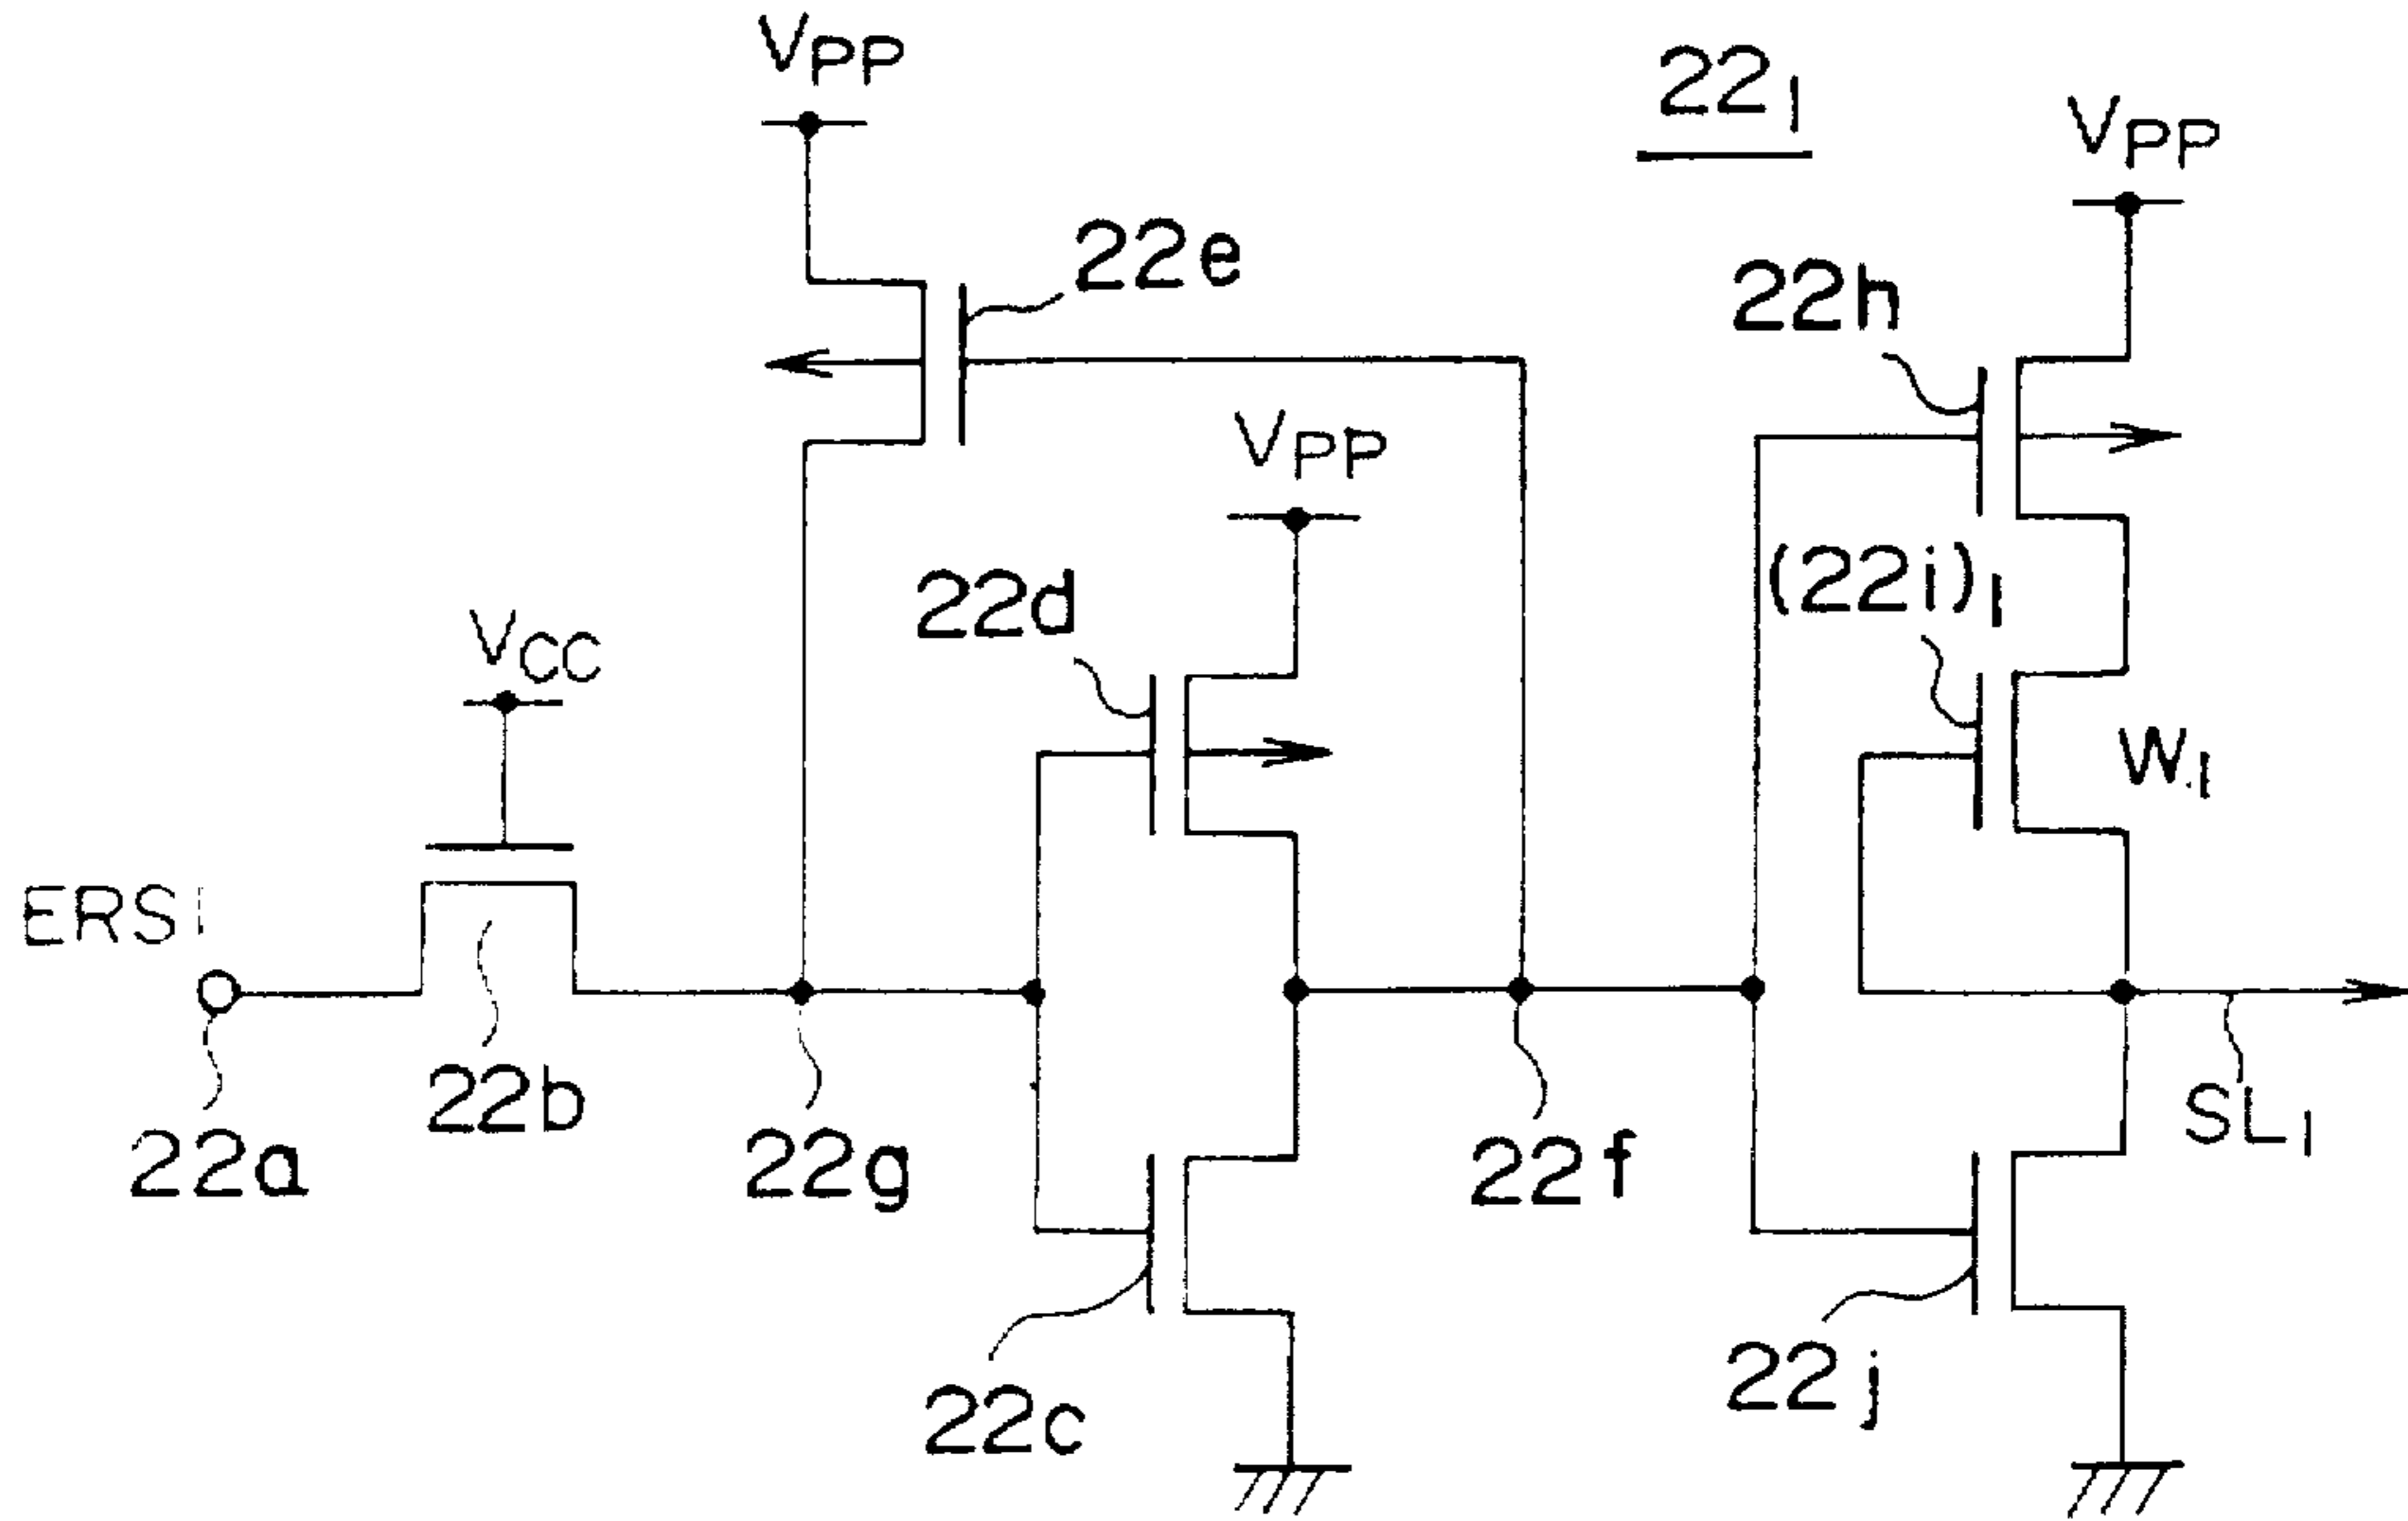 VPP
22₁
VPP
22e
22h
VPP
(22i)₁
22d
VCC
W₁
ERS1
22b
SL₁
22a
22g
22f
22j
22c